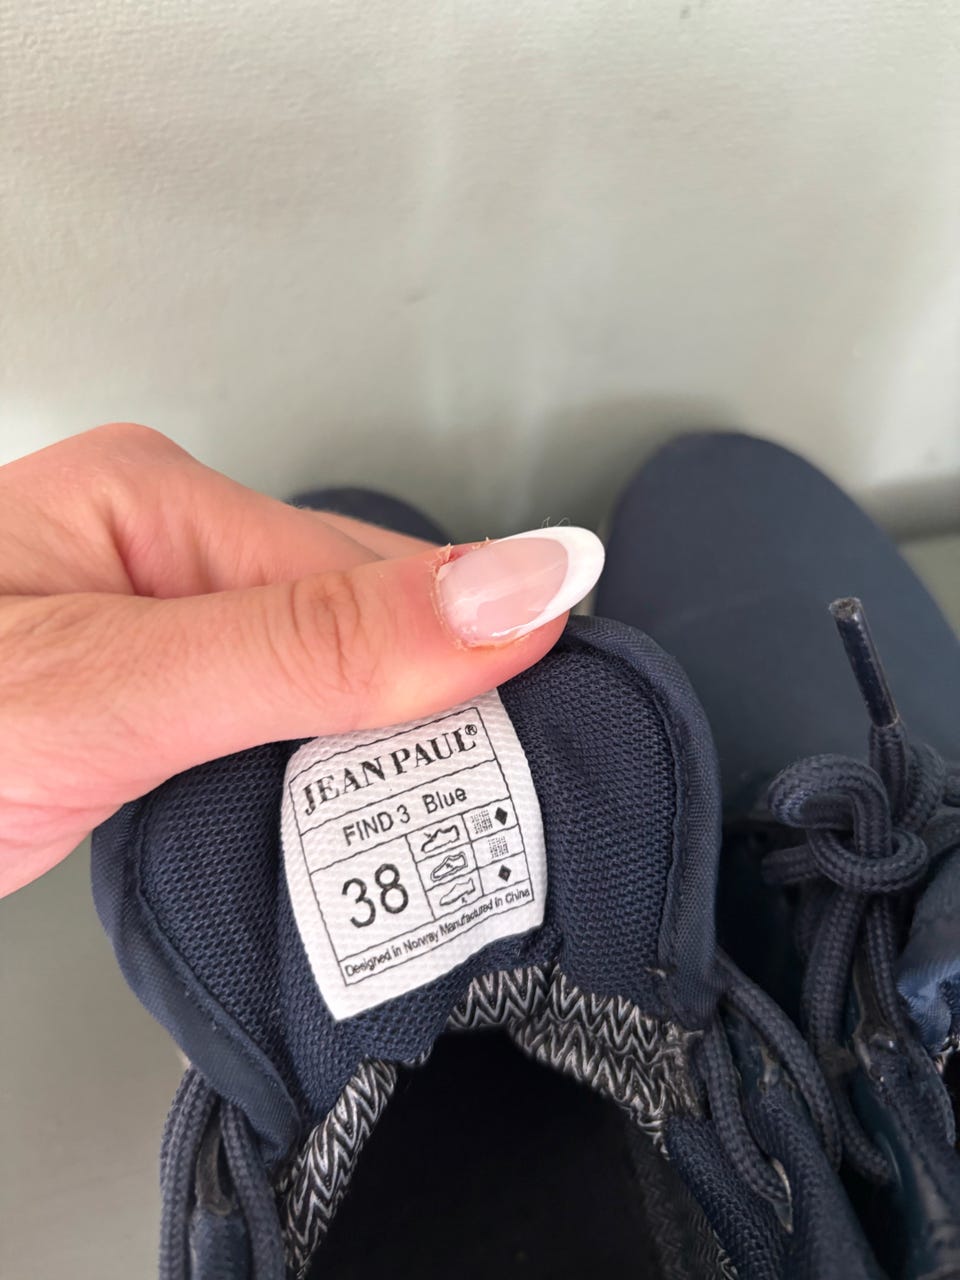 JEAN PAUL®
FIND 3 Blue
38
Designed in Norway Manufactured in China